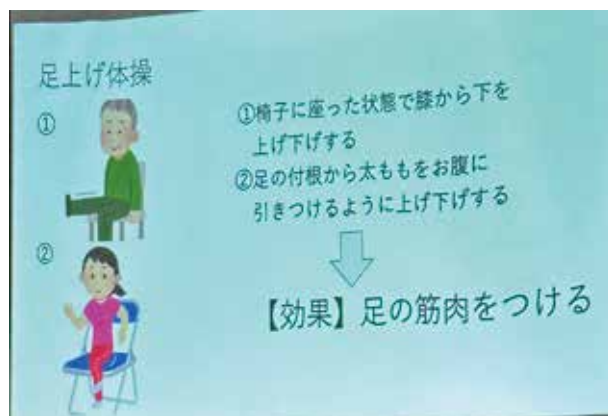 足上げ体操
①
②
①椅子に座った状態で膝から下を
上げ下げする
②足の付根から太ももをお腹に
引きつけるように上げ下げする
【効果】足の筋肉をつける